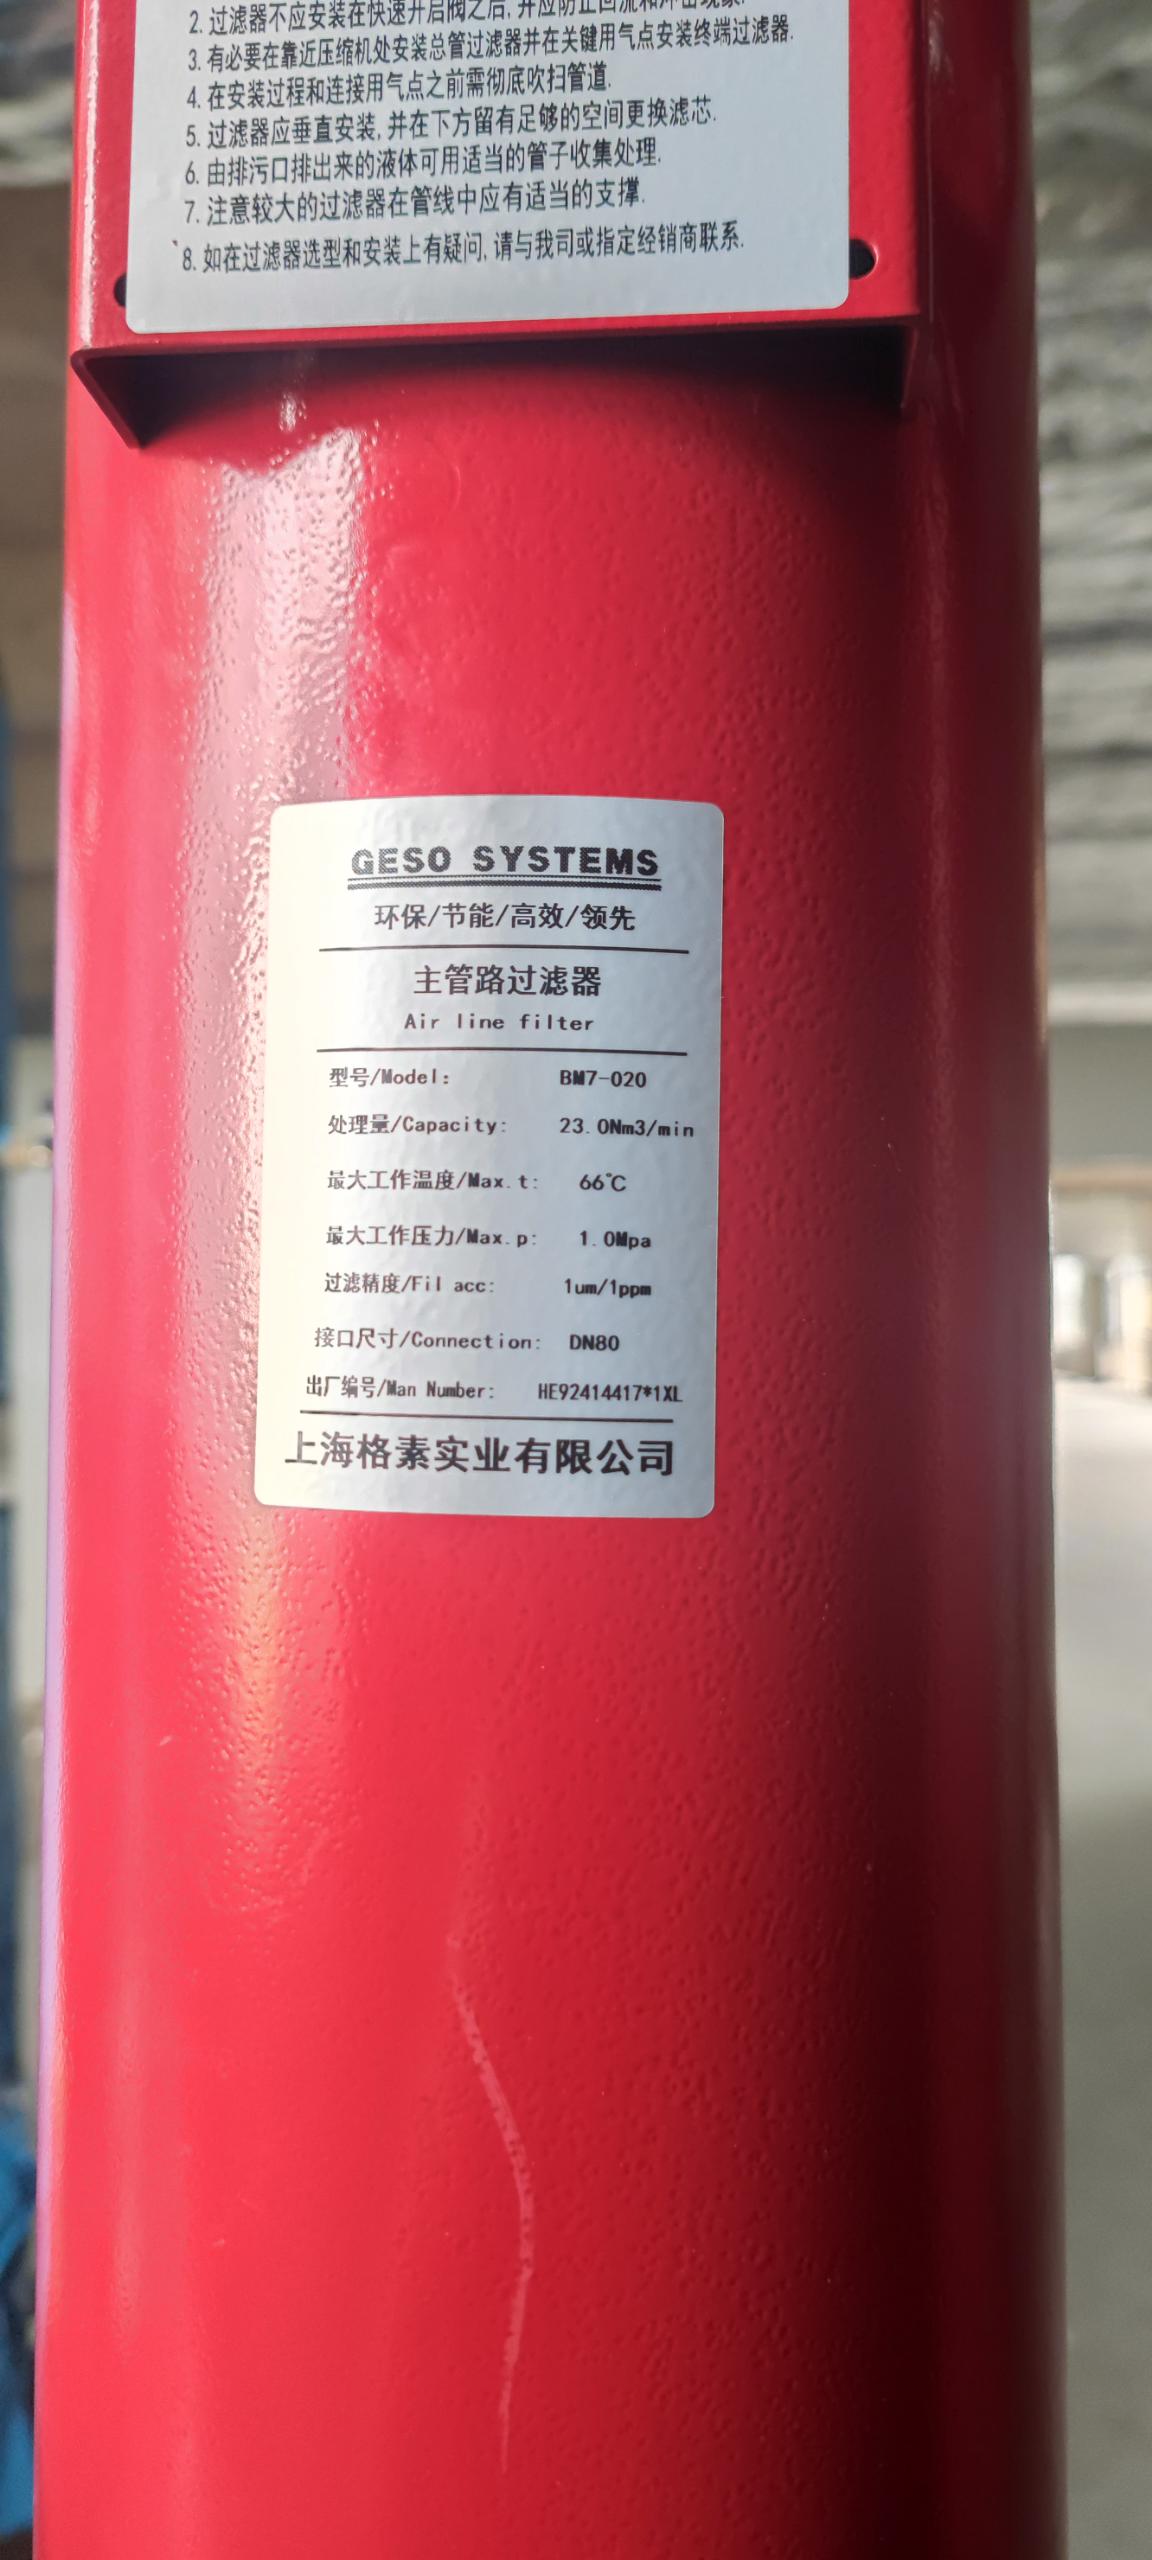 2. 过滤器不应安装在快速开启阀之后, 并应防止回流和冲击现象.
3. 有必要在靠近压缩机处安装总管过滤器并在关键用气点安装终端过滤器.
4. 在安装过程和连接用气点之前需彻底吹扫管道.
5. 过滤器应垂直安装, 并在下方留有足够的空间更换滤芯.
6. 由排污口排出来的液体可用适当的管子收集处理.
7. 注意较大的过滤器在管线中应有适当的支撑.
8. 如在过滤器选型和安装上有疑问, 请与我司或指定经销商联系.
GESO SYSTEMS
环保/节能/高效/领先
主管路过滤器
Air line filter
型号/Model: BM7-020
处理量/Capacity: 23.0Nm3/min
最大工作温度/Max.t: 66℃
最大工作压力/Max.p: 1.0Mpa
过滤精度/Fil acc: 1um/1ppm
接口尺寸/Connection: DN80
出厂编号/Man Number: HE92414417*1XL
上海格素实业有限公司